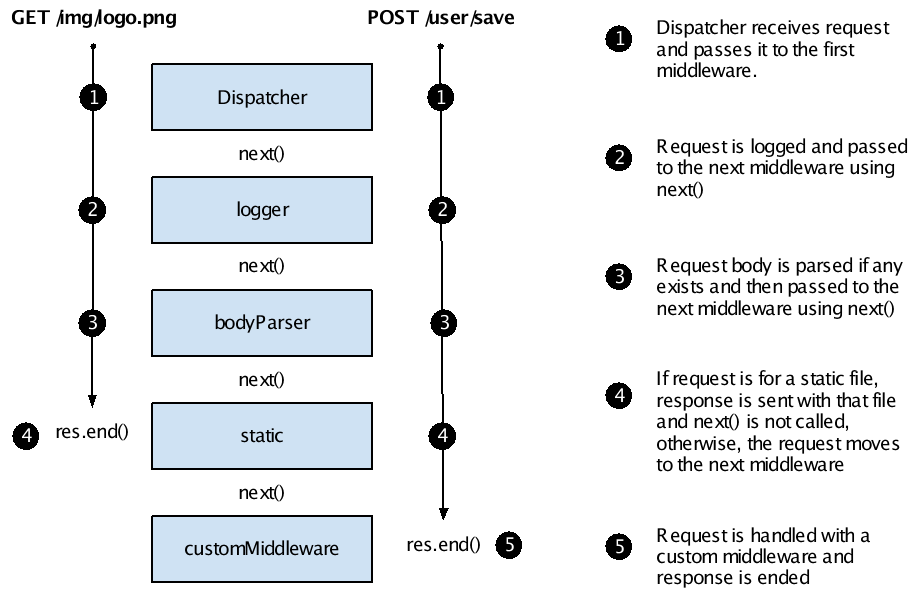 GET /img/logo.png
POST /user/save
1
Dispatcher
1
next()
2
logger
2
next()
3
bodyParser
3
next()
4
res.end()
static
4
next()
customMiddleware
res.end()
5
1
Dispatcher receives request
and passes it to the first
middleware.
2
Request is logged and passed
to the next middleware using
next()
3
Request body is parsed if any
exists and then passed to the
next middleware using next()
4
If request is for a static file,
response is sent with that file
and next() is not called,
otherwise, the request moves
to the next middleware
5
Request is handled with a
custom middleware and
response is ended